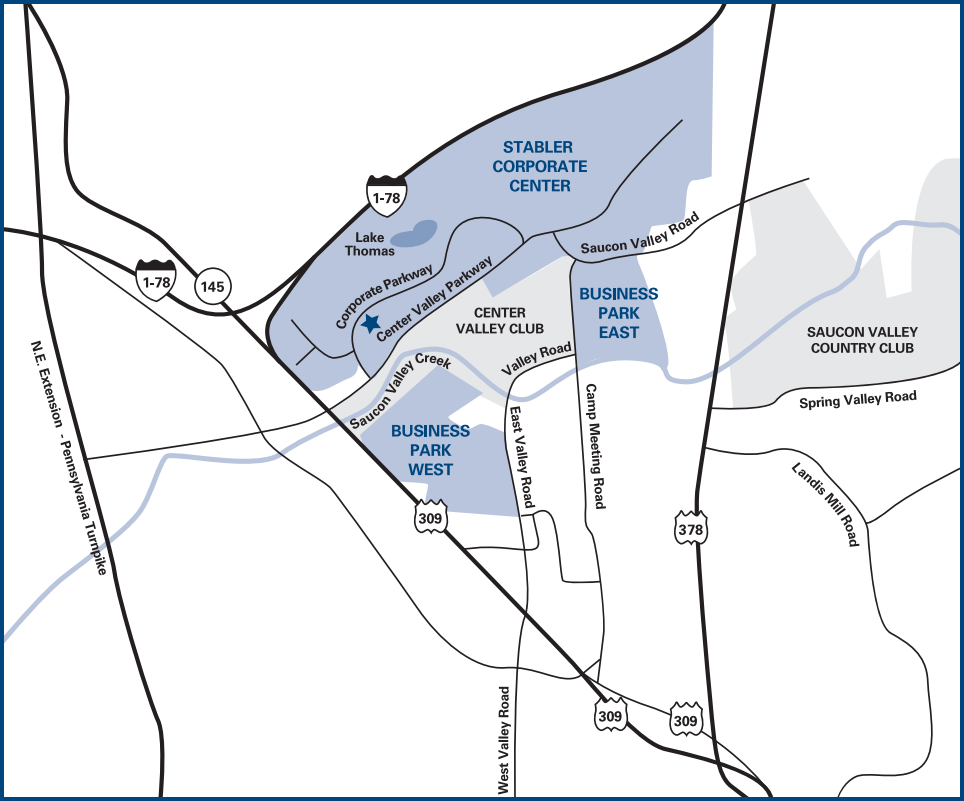 STABLER
CORPORATE
CENTER
1-78
Lake
Thomas
Saucon Valley Road
1-78
145
Corporate Parkway
Center Valley Parkway
BUSINESS
PARK
EAST
CENTER
VALLEY CLUB
SAUCON VALLEY
COUNTRY CLUB
N.E. Extension - Pennsylvania Turnpike
Valley Road
Saucon Valley Creek
Spring Valley Road
BUSINESS
PARK
WEST
East Valley Road
Camp Meeting Road
Landis Mill Road
309
378
West Valley Road
309
309